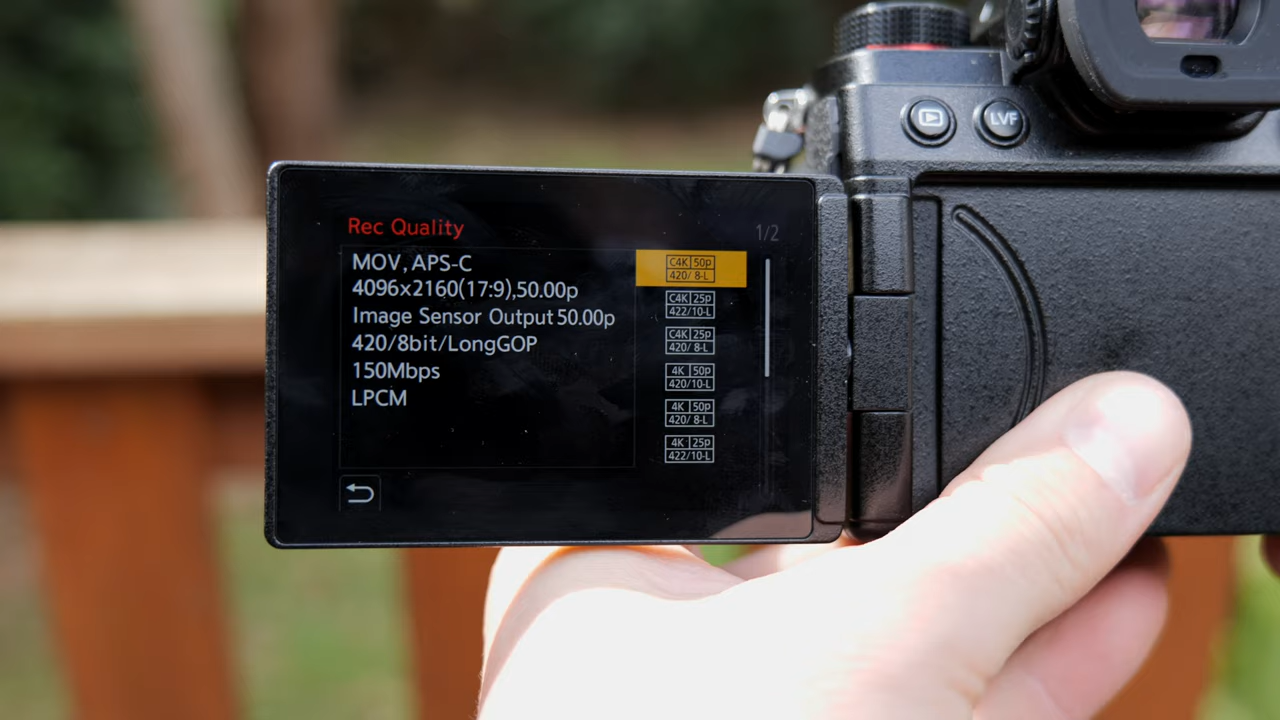 LVF
Rec Quality
1/2
MOV, APS-C
4096x2160(17:9),50.00p
Image Sensor Output 50.00p
420/8bit/LongGOP
150Mbps
LPCM
C4K 50p
420/ 8-L
C4K 25p
422/10-L
C4K 25p
420/ 8-L
4K 50p
420/10-L
4K 50p
420/ 8-L
4K 25p
422/10-L